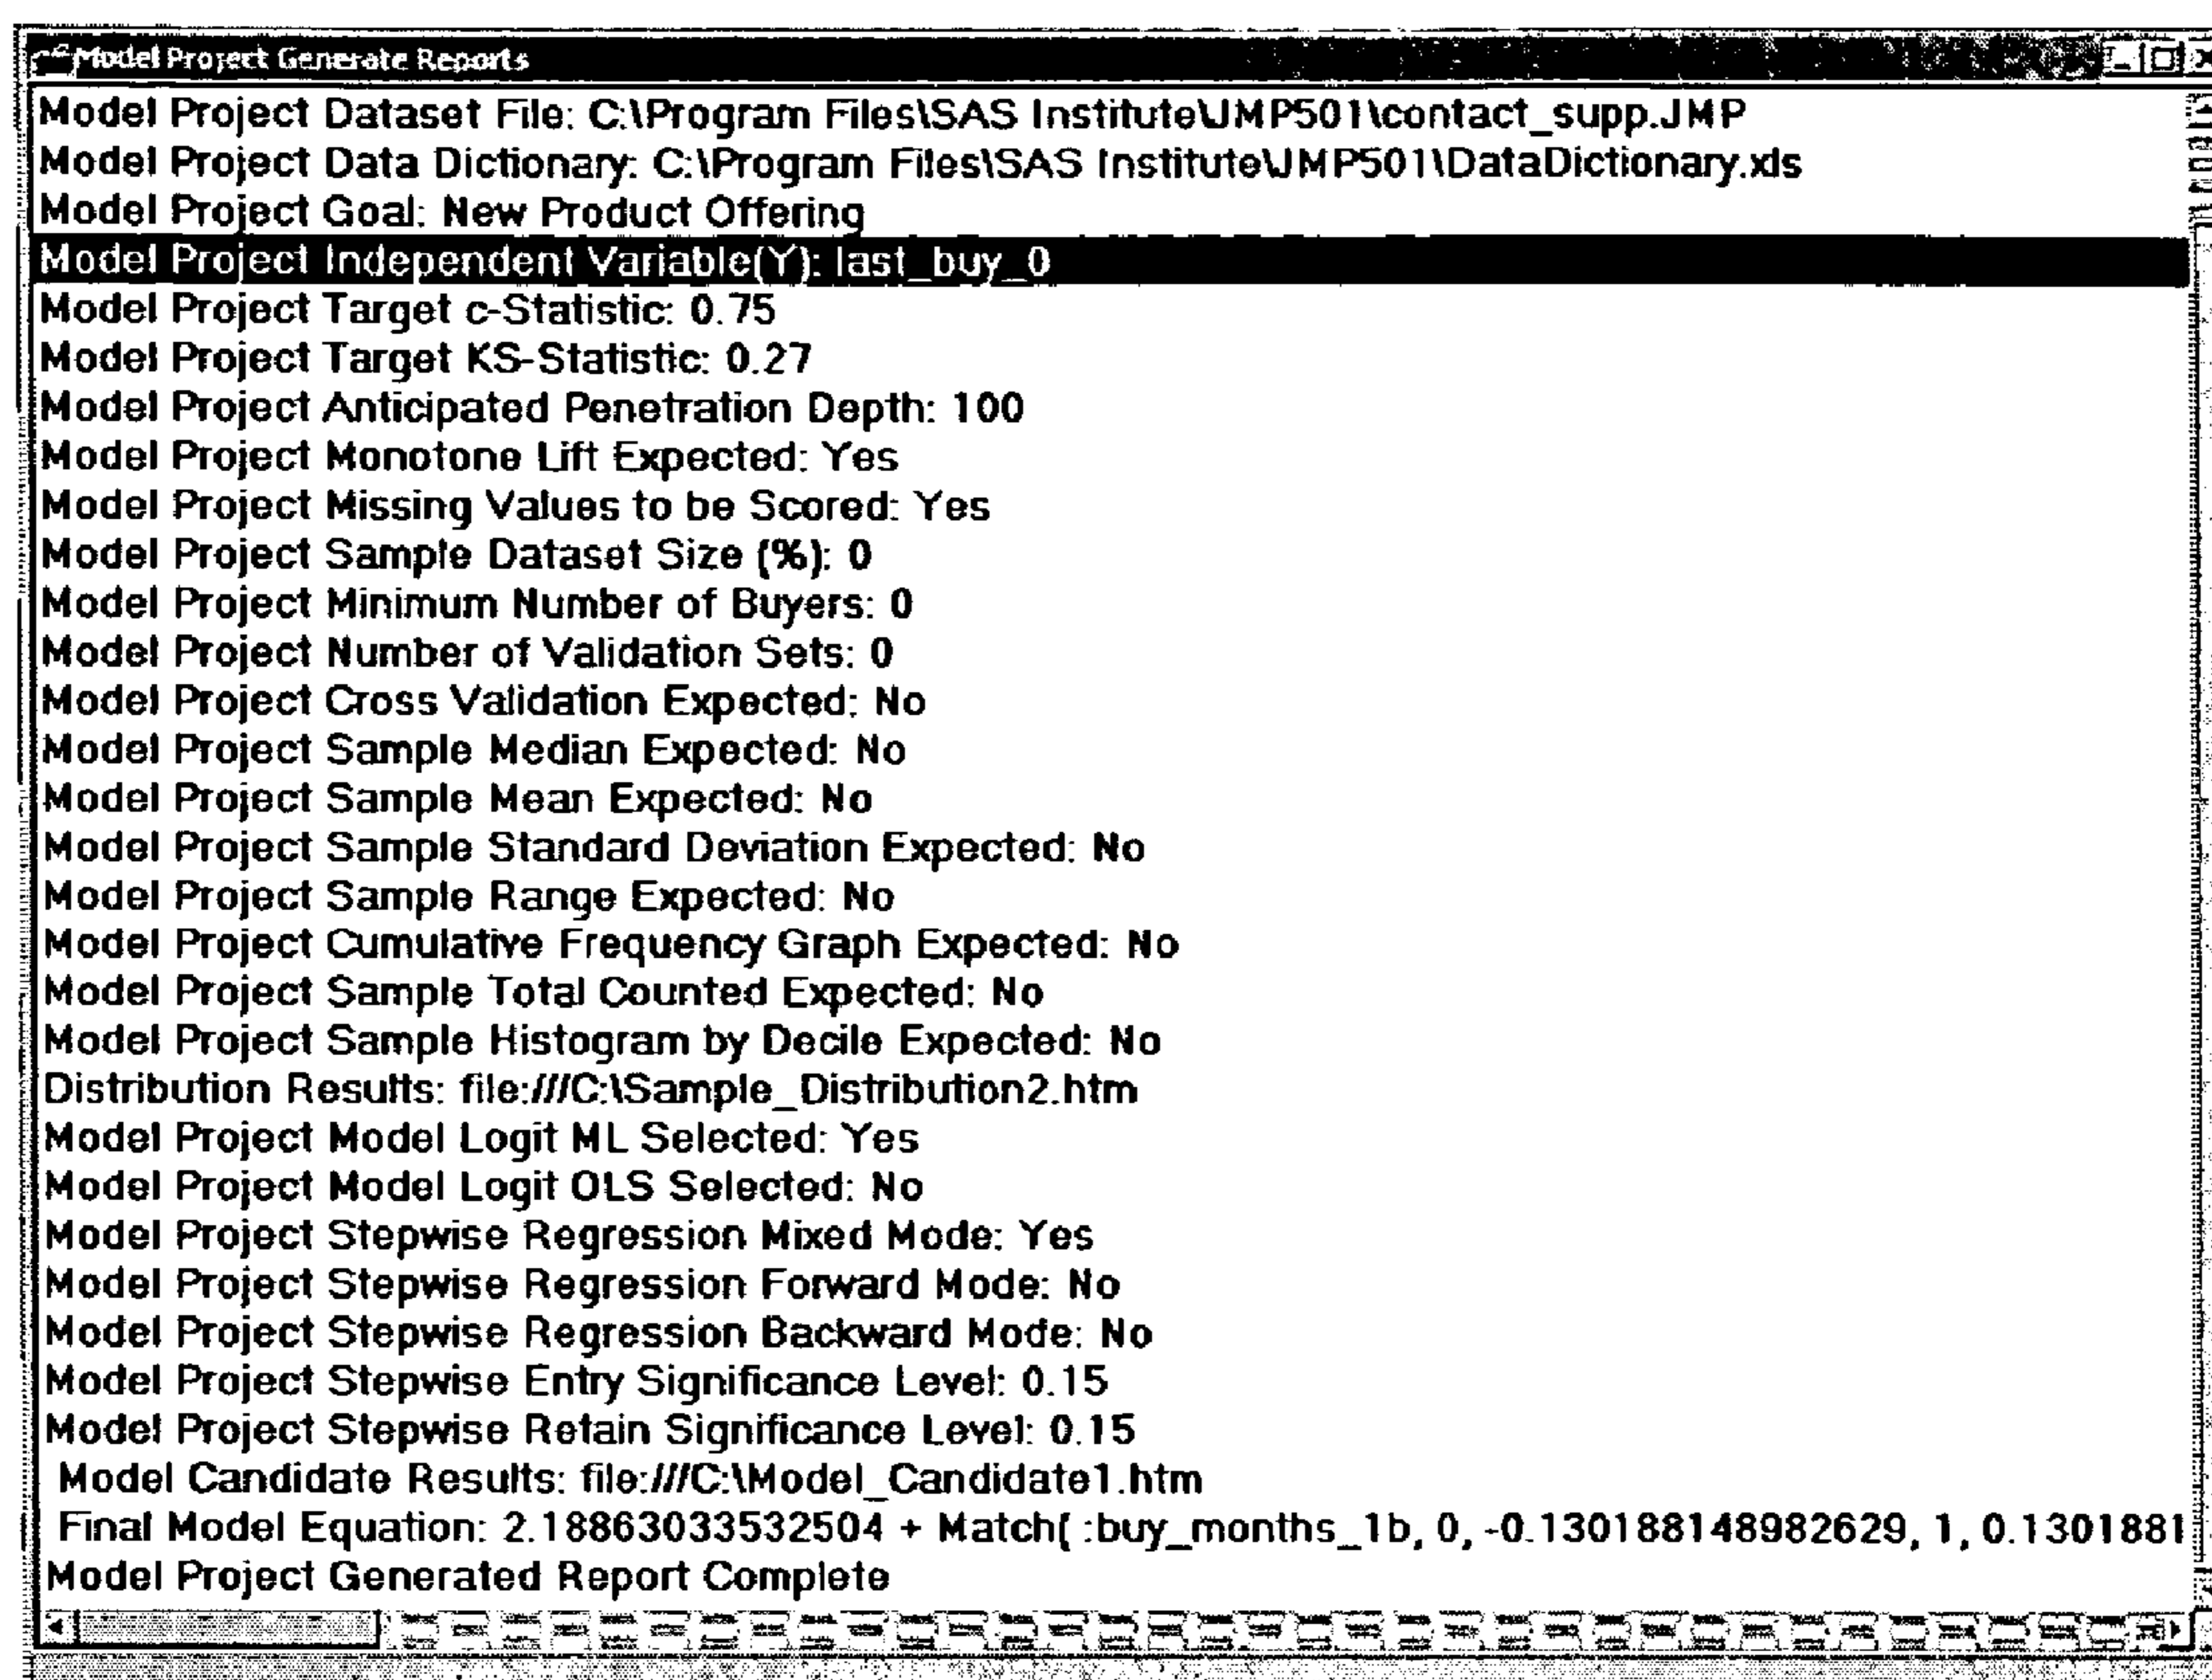 Model Project Generate Reports
Model Project Dataset File: C:\Program Files\SAS Institute\JMP501\contact_supp.JMP
Model Project Data Dictionary: C:\Program Files\SAS Institute\JMP501\DataDictionary.xls
Model Project Goal: New Product Offering
Model Project Independent Variable(Y): last_buy_0
Model Project Target c-Statistic: 0.75
Model Project Target KS-Statistic: 0.27
Model Project Anticipated Penetration Depth: 100
Model Project Monotone Lift Expected: Yes
Model Project Missing Values to be Scored: Yes
Model Project Sample Dataset Size (%): 0
Model Project Minimum Number of Buyers: 0
Model Project Number of Validation Sets: 0
Model Project Cross Validation Expected: No
Model Project Sample Median Expected: No
Model Project Sample Mean Expected: No
Model Project Sample Standard Deviation Expected: No
Model Project Sample Range Expected: No
Model Project Cumulative Frequency Graph Expected: No
Model Project Sample Total Counted Expected: No
Model Project Sample Histogram by Decile Expected: No
Distribution Results: file:///C:\Sample_Distribution2.htm
Model Project Model Logit ML Selected: Yes
Model Project Model Logit OLS Selected: No
Model Project Stepwise Regression Mixed Mode: Yes
Model Project Stepwise Regression Forward Mode: No
Model Project Stepwise Regression Backward Mode: No
Model Project Stepwise Entry Significance Level: 0.15
Model Project Stepwise Retain Significance Level: 0.15
Model Candidate Results: file:///C:\Model_Candidate1.htm
Final Model Equation: 2.18863033532504 + Match( :buy_months_1b, 0, -0.130188148982629, 1, 0.1301881
Model Project Generated Report Complete